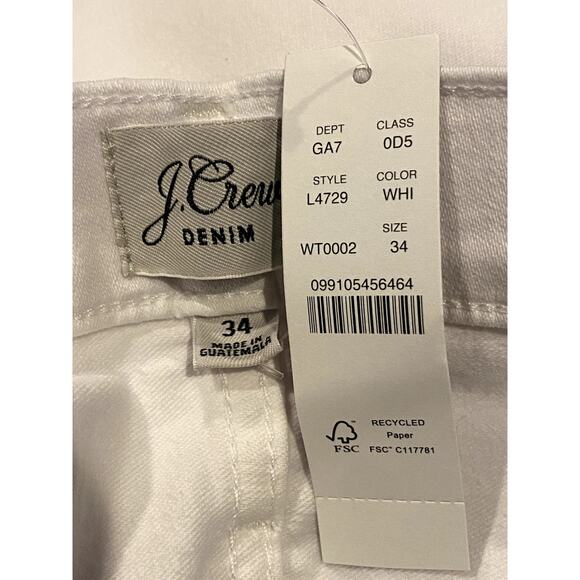 J.Crew
DENIM
34
MADE IN
GUATEMALA
DEPT CLASS
GA7 0D5
STYLE COLOR
L4729 WHI
SIZE
WT0002 34
099105456464
FSC
RECYCLED
Paper
FSC® C117781